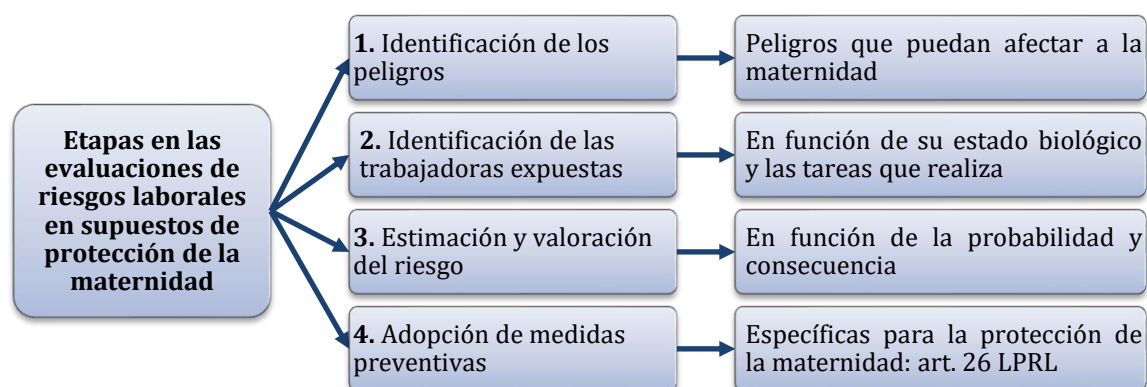 Etapas en las
evaluaciones de
riesgos laborales
en supuestos de
protección de la
maternidad
1. Identificación de los
peligros
Peligros que puedan afectar a la
maternidad
2. Identificación de las
trabajadoras expuestas
En función de su estado biológico
y las tareas que realiza
3. Estimación y valoración
del riesgo
En función de la probabilidad y
consecuencia
4. Adopción de medidas
preventivas
Específicas para la protección de
la maternidad: art. 26 LPRL